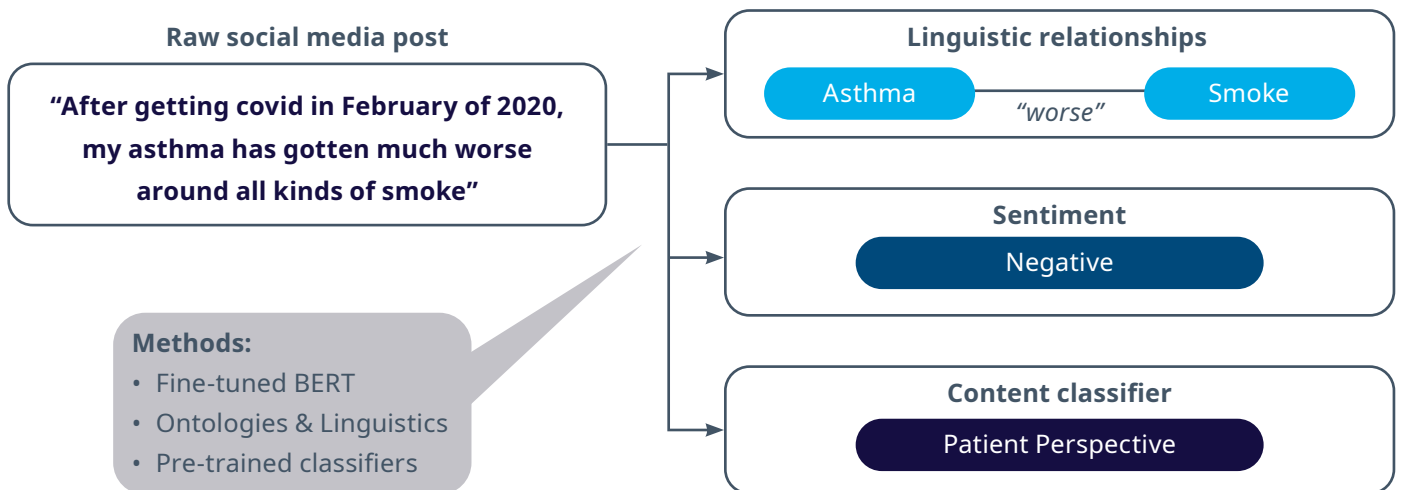 Raw social media post
“After getting covid in February of 2020,
my asthma has gotten much worse
around all kinds of smoke”
Methods:
• Fine-tuned BERT
• Ontologies & Linguistics
• Pre-trained classifiers
Linguistic relationships
Asthma
“worse”
Smoke
Sentiment
Negative
Content classifier
Patient Perspective